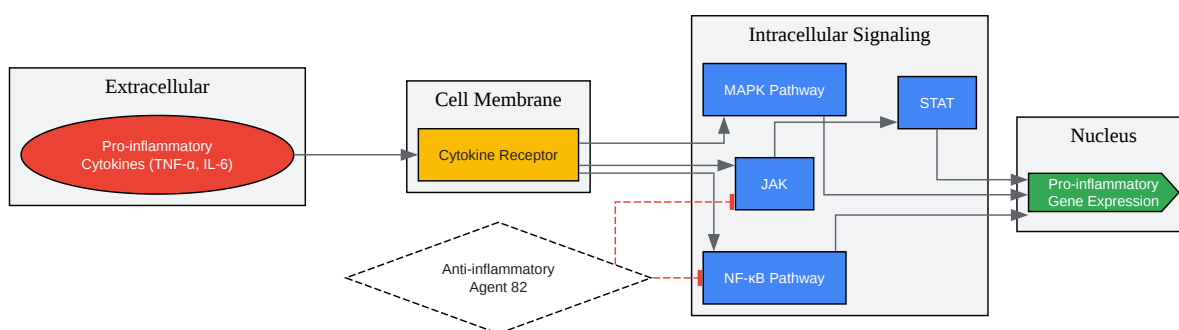 Extracellular
Pro-inflammatory
Cytokines (TNF-α, IL-6)
Cell Membrane
Cytokine Receptor
Anti-inflammatory
Agent 82
Intracellular Signaling
MAPK Pathway
STAT
JAK
NF-κB Pathway
Nucleus
Pro-inflammatory
Gene Expression